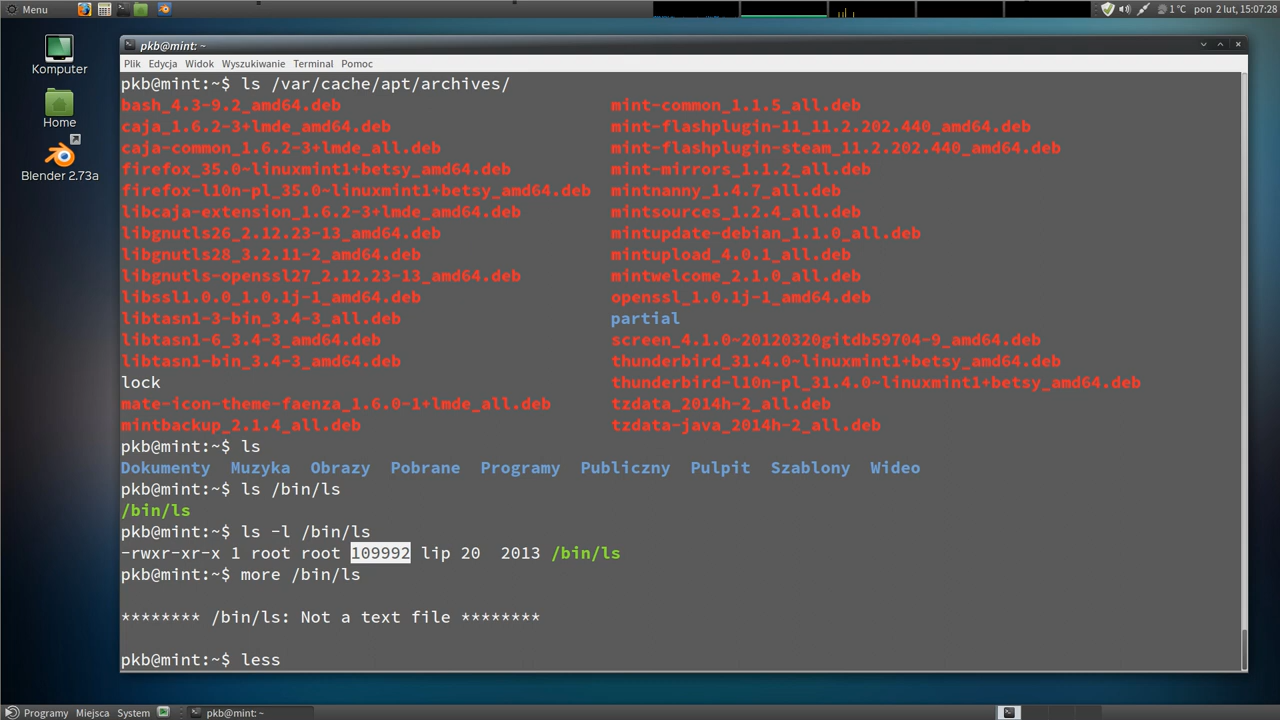 Menu
1 °C pon 2 lut, 15:07:28
pkb@mint: ~
Plik Edycja Widok Wyszukiwanie Terminal Pomoc
Komputer
Home
Blender 2.73a
pkb@mint:~$ ls /var/cache/apt/archives/
bash_4.3-9.2_amd64.deb mint-common_1.1.5_all.deb
caja_1.6.2-3+lmde_amd64.deb mint-flashplugin-11_11.2.202.440_amd64.deb
caja-common_1.6.2-3+lmde_all.deb mint-flashplugin-steam_11.2.202.440_amd64.deb
firefox_35.0~linuxmint1+betsy_amd64.deb mint-mirrors_1.1.2_all.deb
firefox-l10n-pl_35.0~linuxmint1+betsy_amd64.deb mintnanny_1.4.7_all.deb
libcaja-extension_1.6.2-3+lmde_amd64.deb mintsources_1.2.4_all.deb
libgnutls26_2.12.23-13_amd64.deb mintupdate-debian_1.1.0_all.deb
libgnutls28_3.2.11-2_amd64.deb mintupload_4.0.1_all.deb
libgnutls-openssl27_2.12.23-13_amd64.deb mintwelcome_2.1.0_all.deb
libssl1.0.0_1.0.1j-1_amd64.deb openssl_1.0.1j-1_amd64.deb
libtasn1-3-bin_3.4-3_all.deb partial
libtasn1-6_3.4-3_amd64.deb screen_4.1.0~20120320gitdb59704-9_amd64.deb
libtasn1-bin_3.4-3_amd64.deb thunderbird_31.4.0~linuxmint1+betsy_amd64.deb
lock thunderbird-l10n-pl_31.4.0~linuxmint1+betsy_amd64.deb
mate-icon-theme-faenza_1.6.0-1+lmde_all.deb tzdata_2014h-2_all.deb
mintbackup_2.1.4_all.deb tzdata-java_2014h-2_all.deb
pkb@mint:~$ ls
Dokumenty Muzyka Obrazy Pobrane Programy Publiczny Pulpit Szablony Wideo
pkb@mint:~$ ls /bin/ls
/bin/ls
pkb@mint:~$ ls -l /bin/ls
-rwxr-xr-x 1 root root 109992 lip 20  2013 /bin/ls
pkb@mint:~$ more /bin/ls
******** /bin/ls: Not a text file ********
pkb@mint:~$ less
Programy Miejsca System pkb@mint: ~